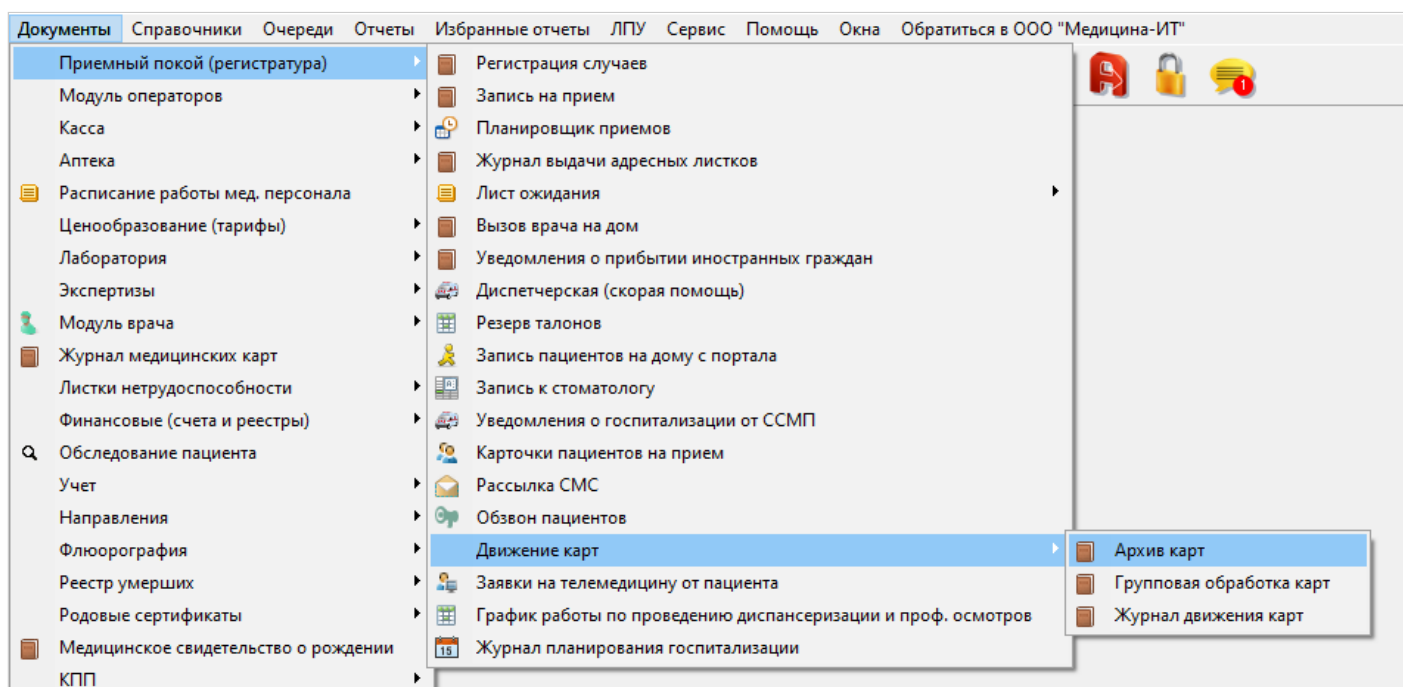 Документы Справочники Очереди Отчеты Избранные отчеты ЛПУ Сервис Помощь Окна Обратиться в ООО "Медицина-ИТ"
Приемный покой (регистратура)
Модуль операторов
Касса
Аптека
Расписание работы мед. персонала
Ценообразование (тарифы)
Лаборатория
Экспертизы
Модуль врача
Журнал медицинских карт
Листки нетрудоспособности
Финансовые (счета и реестры)
Обследование пациента
Учет
Направления
Флюорография
Реестр умерших
Родовые сертификаты
Медицинское свидетельство о рождении
КПП
Регистрация случаев
Запись на прием
Планировщик приемов
Журнал выдачи адресных листков
Лист ожидания
Вызов врача на дом
Уведомления о прибытии иностранных граждан
Диспетчерская (скорая помощь)
Резерв талонов
Запись пациентов на дому с портала
Запись к стоматологу
Уведомления о госпитализации от ССМП
Карточки пациентов на прием
Рассылка СМС
Обзвон пациентов
Движение карт
Заявки на телемедицину от пациента
График работы по проведению диспансеризации и проф. осмотров
15
Журнал планирования госпитализации
Архив карт
Групповая обработка карт
Журнал движения карт
1